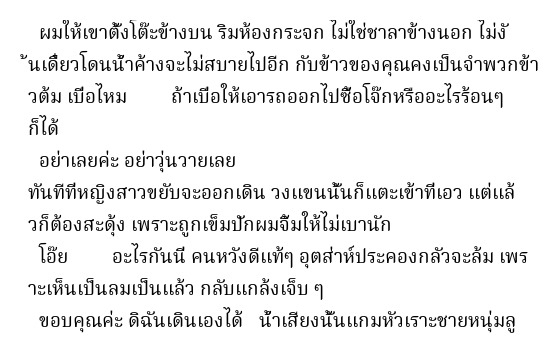 ผมให้เขาตั้งโต๊ะข้างบน ริมห้องกระจก ไม่ใช่ชาลาข้างนอก ไม่งั
้นเดี๋ยวโดนน้ำค้างจะไม่สบายไปอีก กับข้าวของคุณคงเป็นจำพวกข้า
วต้ม เบื่อไหม ถ้าเบื่อให้เอารถออกไปซื้อโจ๊กหรืออะไรร้อนๆ
ก็ได้
อย่าเลยค่ะ อย่าวุ่นวายเลย
ทันทีที่หญิงสาวขยับจะออกเดิน วงแขนนั้นก็แตะเข้าที่เอว แต่แล้
วก็ต้องสะดุ้ง เพราะถูกเข็มปักผมจิ้มให้ไม่เบานัก
โอ๊ย อะไรกันนี่ คนหวังดีแท้ๆ อุตส่าห์ประคองกลัวจะล้ม เพร
าะเห็นเป็นลมเป็นแล้ว กลับแกล้งเจ็บ ๆ
ขอบคุณค่ะ ดิฉันเดินเองได้ น้ำเสียงนั้นแกมหัวเราะชายหนุ่มลู